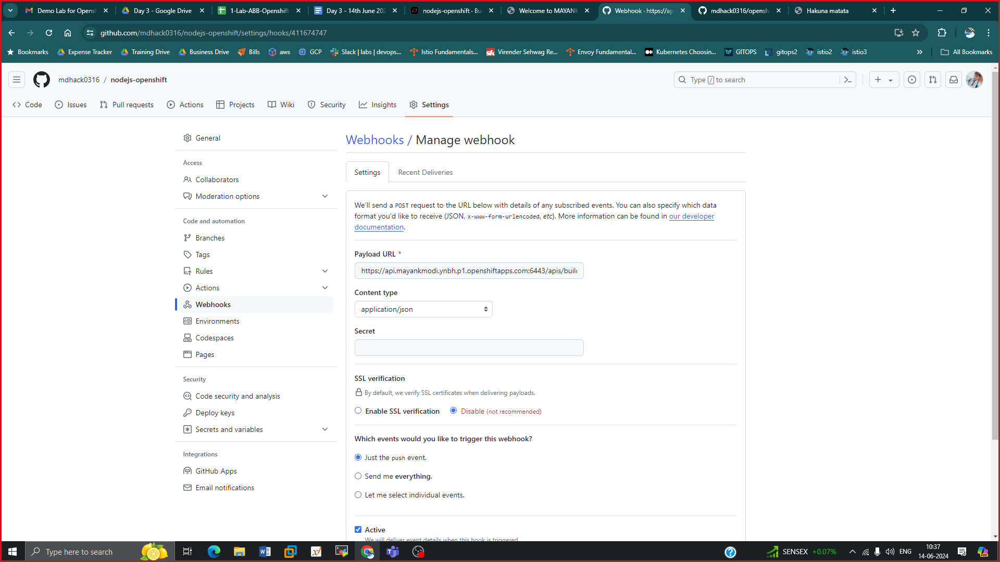 Demo Lab for Opensh
Day 3 - Google Drive
1-Lab-ABB-Openshift
Day 3 - 14th June 202
nodejs-openshift · Bu
Welcome to MAYANK
Webhook · https://ap
mdhack0316/opensh
Hakuna matata
github.com/mdhack0316/nodejs-openshift/settings/hooks/411674747
Bookmarks
Expense Tracker
Training Drive
Business Drive
Bills
aws
GCP
Slack | labs | devops...
Istio Fundamentals...
Virender Sehwag Re...
Envoy Fundamental...
Kubernetes Choosin...
GITOPS
gitops2
istio2
istio3
All Bookmarks
mdhack0316 / nodejs-openshift
Type / to search
Code
Issues
Pull requests
Actions
Projects
Wiki
Security
Insights
Settings
General
Access
Collaborators
Moderation options
Code and automation
Branches
Tags
Rules
Actions
Webhooks
Environments
Codespaces
Pages
Security
Code security and analysis
Deploy keys
Secrets and variables
Integrations
GitHub Apps
Email notifications
Webhooks / Manage webhook
Settings
Recent Deliveries
We'll send a POST request to the URL below with details of any subscribed events. You can also specify which data
format you'd like to receive (JSON, x-www-form-urlencoded, etc). More information can be found in our developer
documentation.
Payload URL *
https://api.mayankmodi.ynbh.p1.openshiftapps.com:6443/apis/build
Content type
application/json
Secret
SSL verification
By default, we verify SSL certificates when delivering payloads.
Enable SSL verification
Disable (not recommended)
Which events would you like to trigger this webhook?
Just the push event.
Send me everything.
Let me select individual events.
Active
We will deliver event details when this hook is triggered.
Type here to search
SENSEX +0.07%
ENG
10:37
14-06-2024